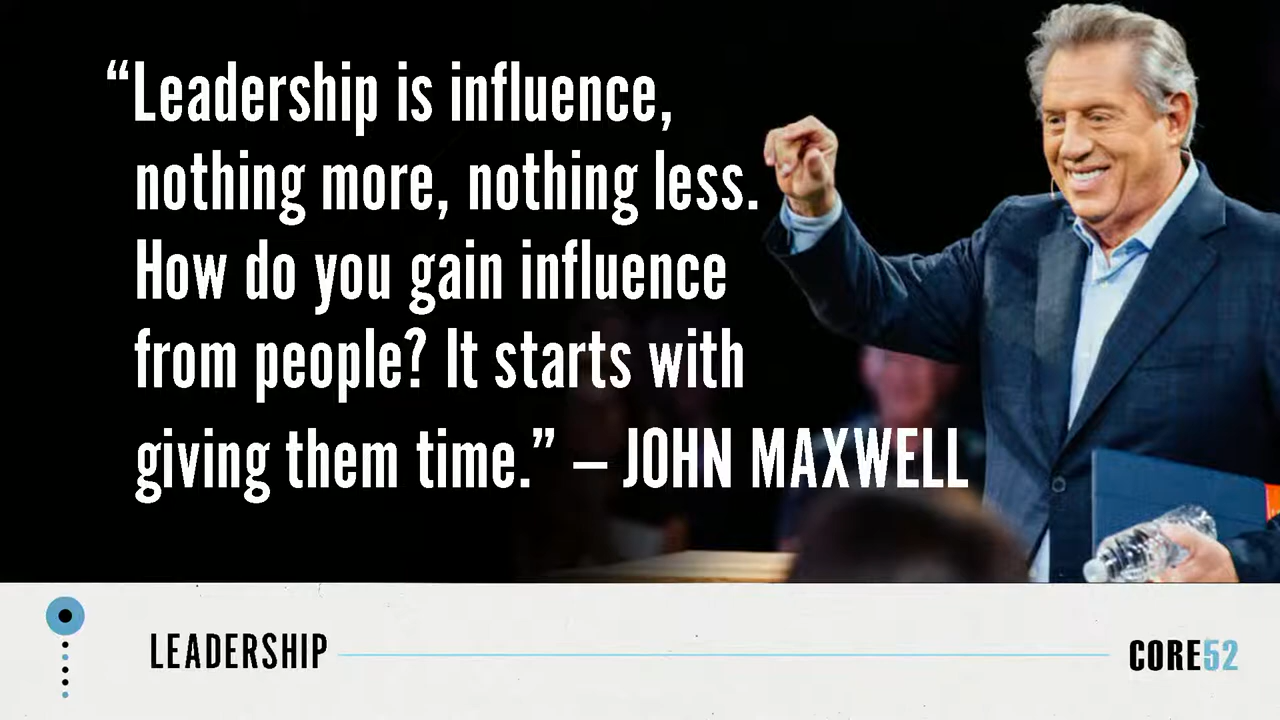 “Leadership is influence,
nothing more, nothing less.
How do you gain influence
from people? It starts with
giving them time.” – JOHN MAXWELL
LEADERSHIP
CORE52